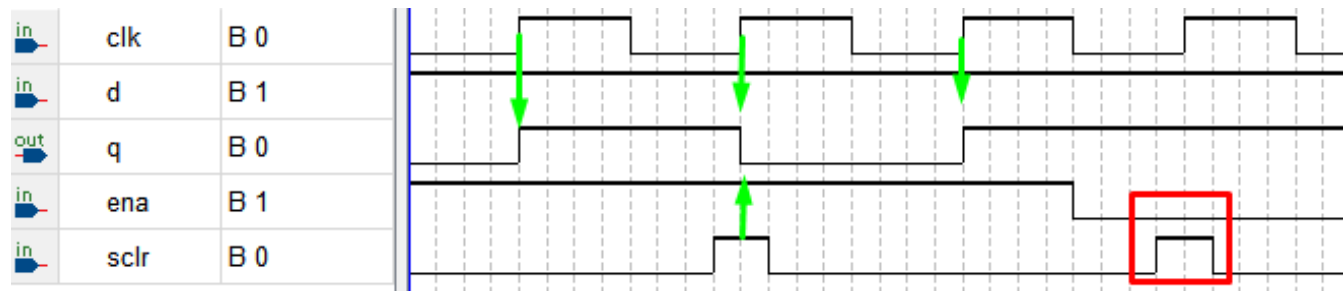 in clk B 0
in d B 1
out q B 0
in ena B 1
in sclr B 0